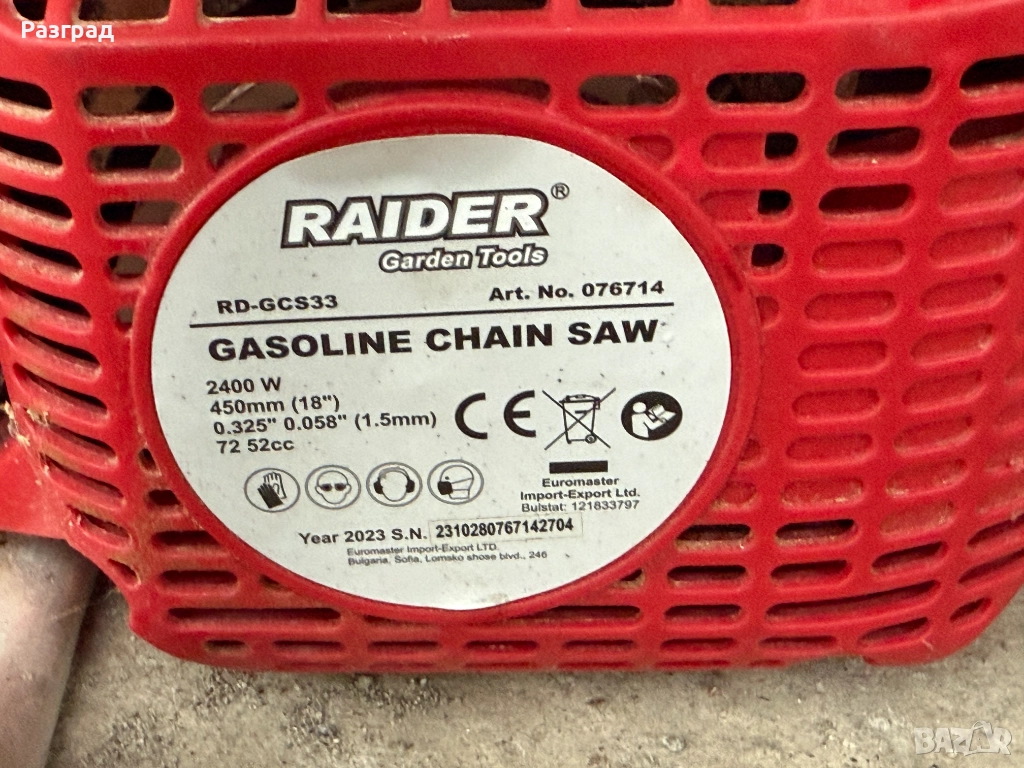 Разград
RAIDER®
Garden Tools
RD-GCS33 Art. No. 076714
GASOLINE CHAIN SAW
2400 W
450mm (18")
0.325" 0.058" (1.5mm)
72 52cc
CE
Euromaster
Import-Export Ltd.
Bulstat: 121833797
Year 2023 S.N. 2310280767142704
Euromaster Import-Export LTD.
Bulgaria, Sofia, Lomsko shose blvd., 246
BAZAR